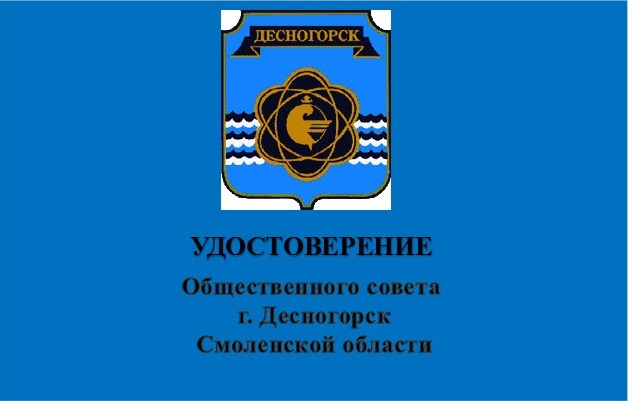 ДЕСНОГОРСК
УДОСТОВЕРЕНИЕ
Общественного совета
г. Десногорск
Смоленской области